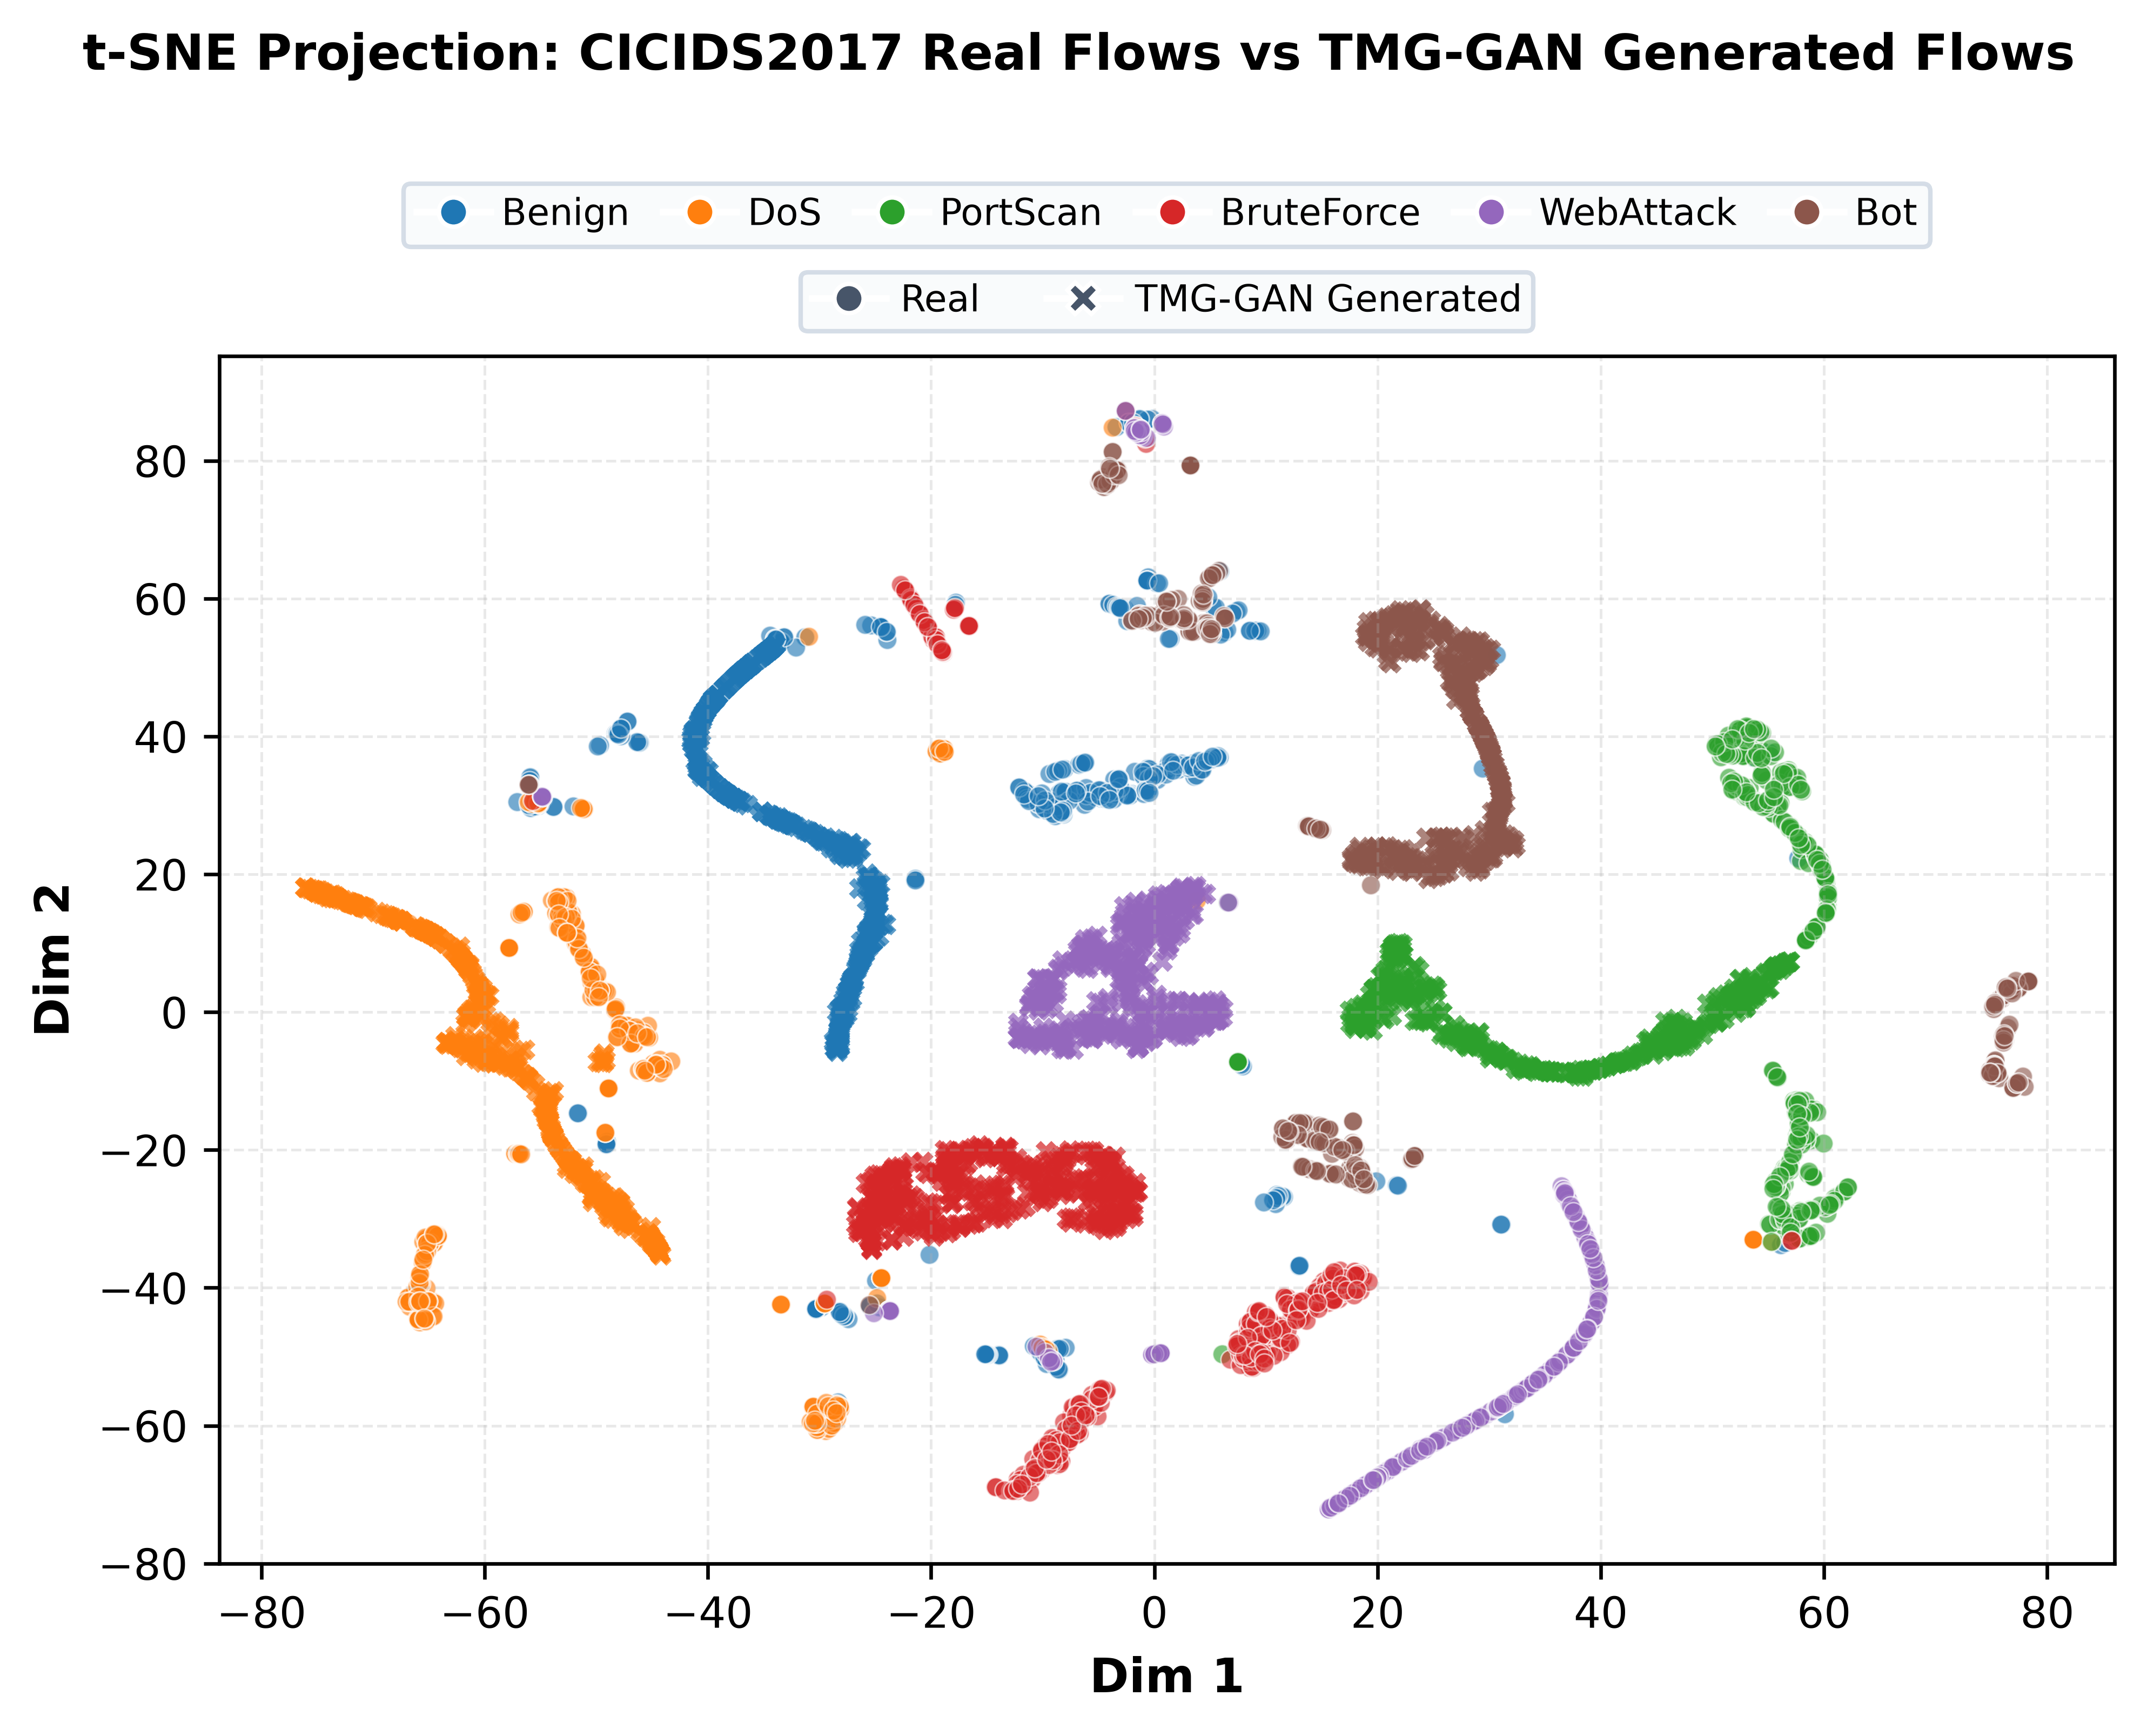 t-SNE Projection: CICIDS2017 Real Flows vs TMG-GAN Generated Flows
Benign DoS PortScan BruteForce WebAttack Bot
Real TMG-GAN Generated
80
60
40
20
0
−20
−40
−60
−80
Dim 2
−80 −60 −40 −20 0 20 40 60 80
Dim 1